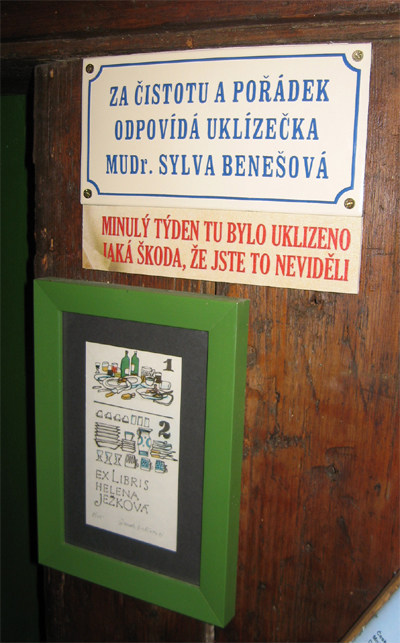 ZA ČISTOTU A POŘÁDEK
ODPOVÍDÁ UKLÍZEČKA
MUDr. SYLVA BENEŠOVÁ
MINULÝ TÝDEN TU BYLO UKLIZENO
JAKÁ ŠKODA, ŽE JSTE TO NEVIDĚLI
1
2
EX LIBRIS
HELENA
JEŽKOVÁ